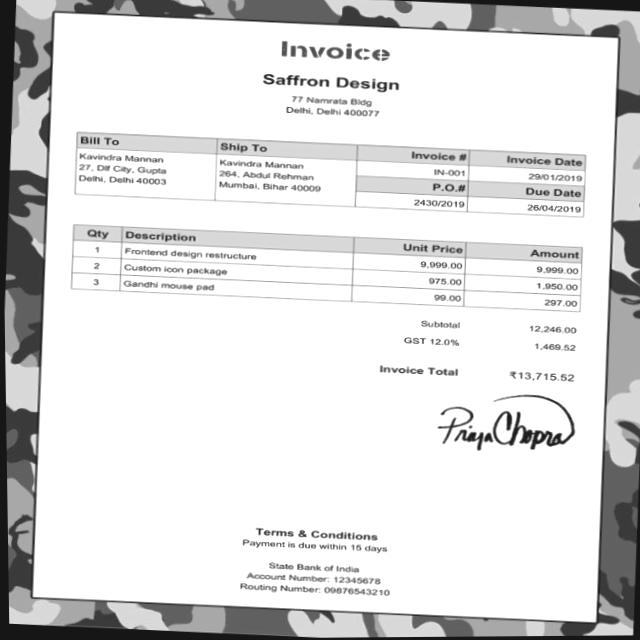 Invoice
Saffron Design
77 Namrata Bldg
Delhi, Delhi 400077
Bill To
Kavindra Mannan
27, Dlf City, Gupta
Delhi, Delhi 40003
Ship To
Kavindra Mannan
264, Abdul Rehman
Mumbai, Bihar 40009
Invoice # Invoice Date
IN-001 29/01/2019
P.O.# Due Date
2430/2019 26/04/2019
Qty Description Unit Price Amount
1 Frontend design restructure 9,999.00 9,999.00
2 Custom icon package 975.00 1,950.00
3 Gandhi mouse pad 99.00 297.00
Subtotal 12,246.00
GST 12.0% 1,469.52
Invoice Total ₹13,715.52
Priya Chopra
Terms & Conditions
Payment is due within 15 days
State Bank of India
Account Number: 12345678
Routing Number: 09876543210